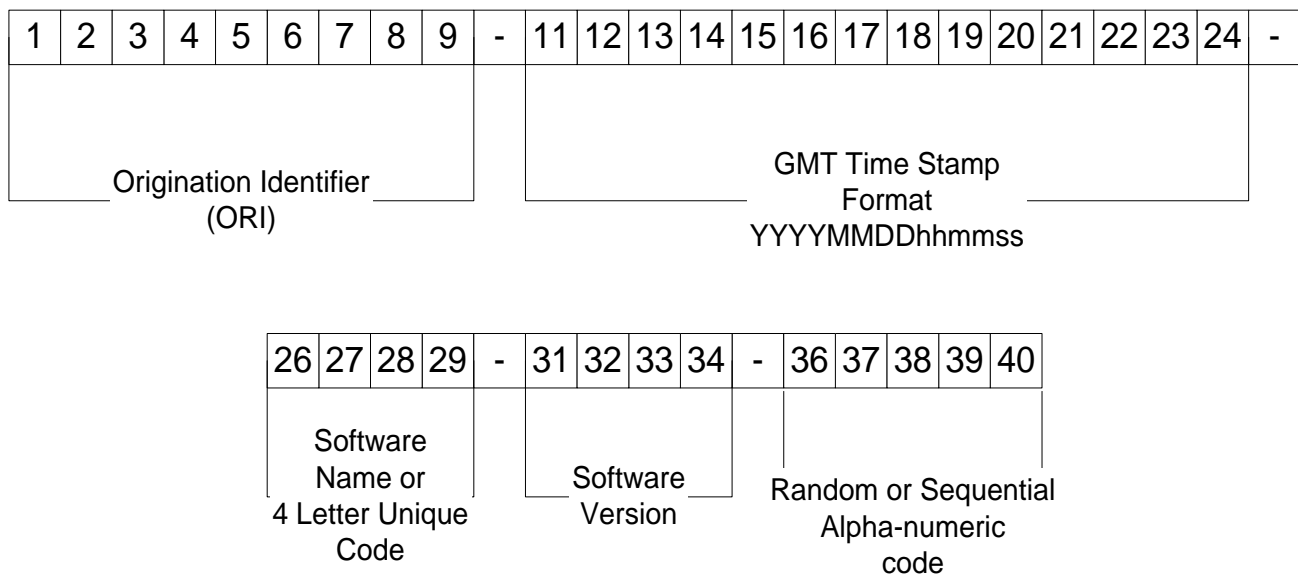 1 2 3 4 5 6 7 8 9 - 11 12 13 14 15 16 17 18 19 20 21 22 23 24 -
Origination Identifier
(ORI)
GMT Time Stamp
Format
YYYYMMDDhhmmss
26 27 28 29 - 31 32 33 34 - 36 37 38 39 40
Software
Name or
4 Letter Unique
Code
Software
Version
Random or Sequential
Alpha-numeric
code